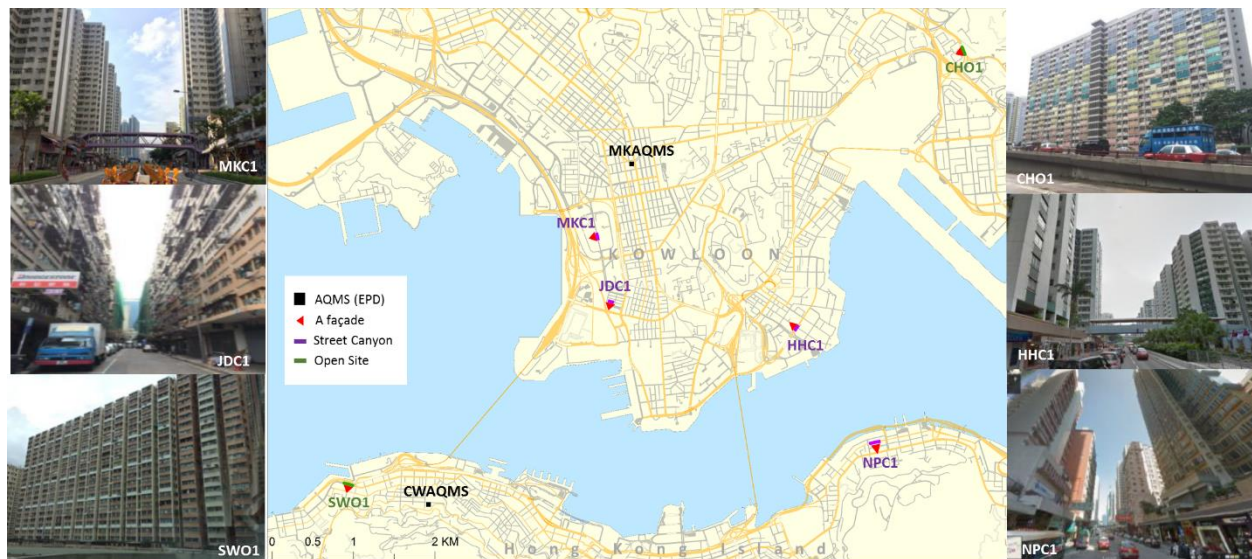 MKC1
JDC1
SWO1
MKAQMS
CHO1
MKC1
KOWLOON
JDC1
HHC1
AQMS (EPD)
A façade
Street Canyon
Open Site
NPC1
SWO1
CWAQMS
0 0.5 1 2 KM
Hong Kong Island
CHO1
HHC1
NPC1